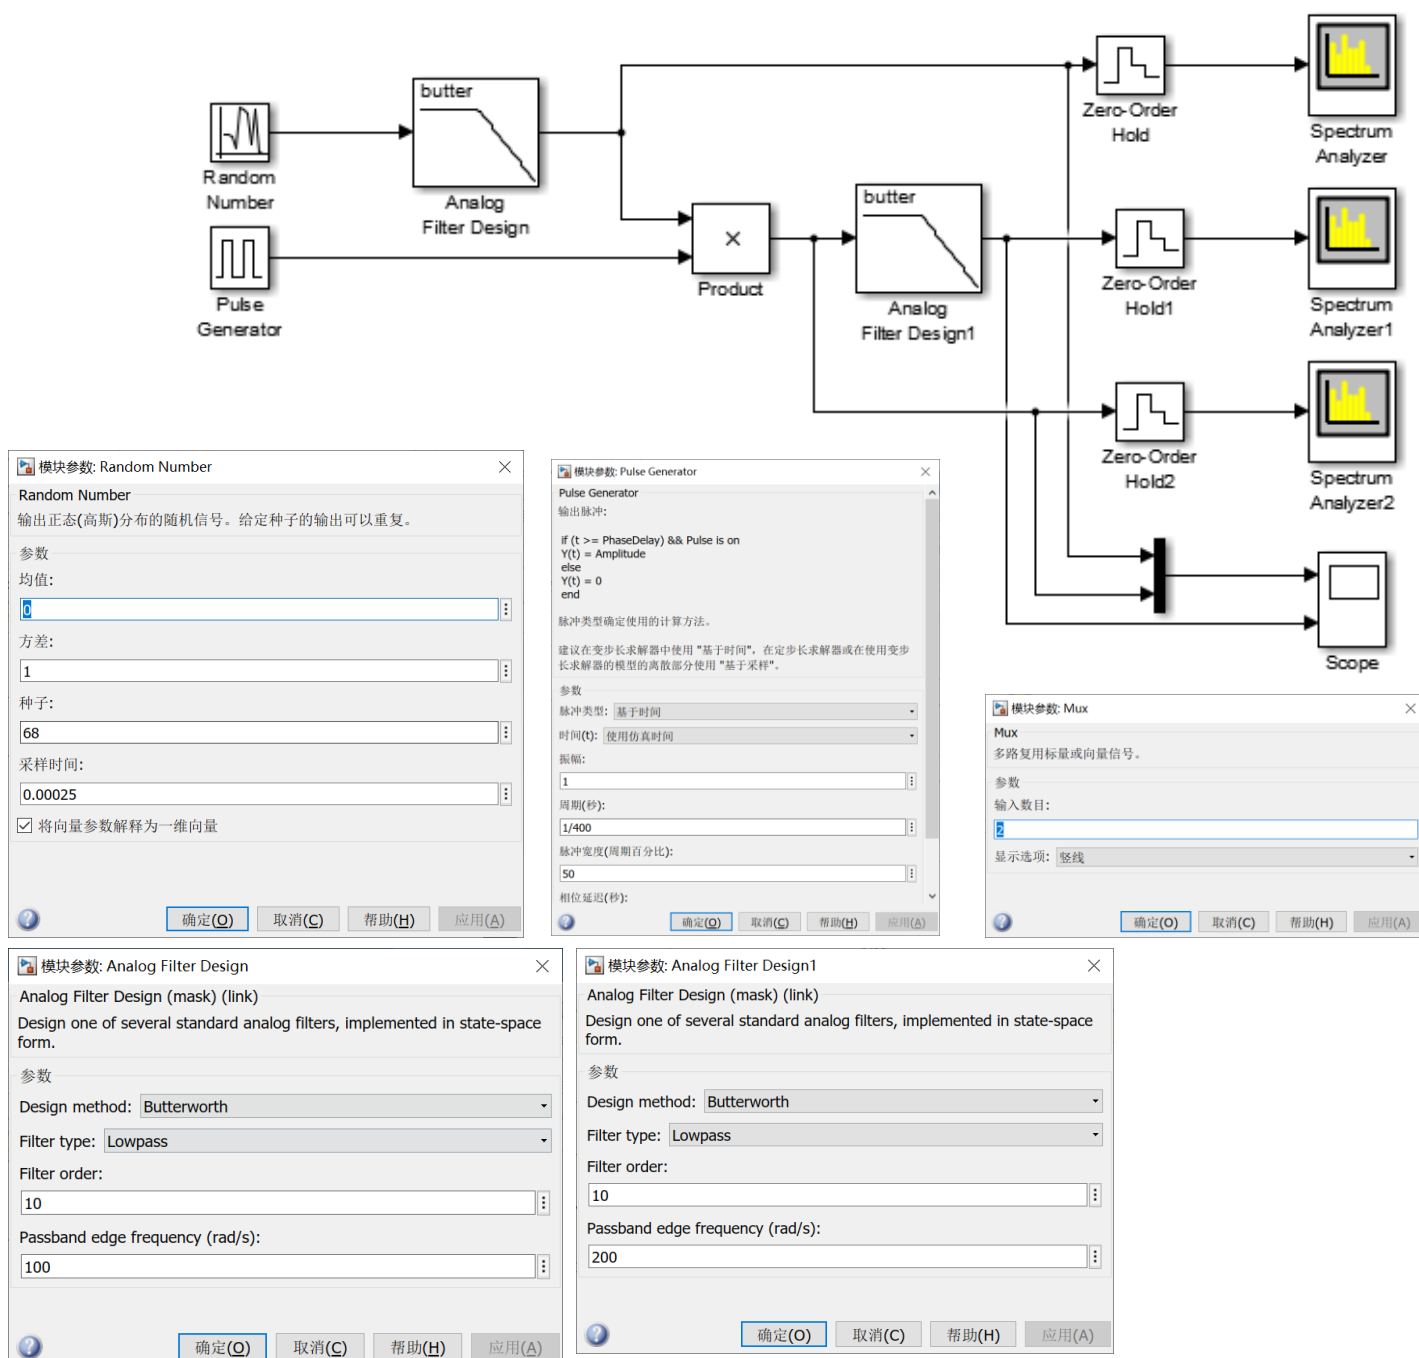 butter
Random
Number
Analog
Filter Design
Pulse
Generator
×
Product
butter
Analog
Filter Design1
Zero-Order
Hold
Spectrum
Analyzer
Zero-Order
Hold1
Spectrum
Analyzer1
Zero-Order
Hold2
Spectrum
Analyzer2
Scope
模块参数: Random Number
Random Number
输出正态(高斯)分布的随机信号。给定种子的输出可以重复。
参数
均值:
0
方差:
1
种子:
68
采样时间:
0.00025
将向量参数解释为一维向量
确定(O) 取消(C) 帮助(H) 应用(A)
模块参数: Pulse Generator
Pulse Generator
输出脉冲:
if (t >= PhaseDelay) && Pulse is on
Y(t) = Amplitude
else
Y(t) = 0
end
脉冲类型确定使用的计算方法。
建议在变步长求解器中使用 "基于时间"，在定步长求解器或在使用变步
长求解器的模型的离散部分使用 "基于采样"。
参数
脉冲类型: 基于时间
时间(t): 使用仿真时间
振幅:
1
周期(秒):
1/400
脉冲宽度(周期百分比):
50
相位延迟(秒):
确定(O) 取消(C) 帮助(H) 应用(A)
模块参数: Mux
Mux
多路复用标量或向量信号。
参数
输入数目:
2
显示选项: 竖线
确定(O) 取消(C) 帮助(H) 应用(A)
模块参数: Analog Filter Design
Analog Filter Design (mask) (link)
Design one of several standard analog filters, implemented in state-space
form.
参数
Design method: Butterworth
Filter type: Lowpass
Filter order:
10
Passband edge frequency (rad/s):
100
确定(O) 取消(C) 帮助(H) 应用(A)
模块参数: Analog Filter Design1
Analog Filter Design (mask) (link)
Design one of several standard analog filters, implemented in state-space
form.
参数
Design method: Butterworth
Filter type: Lowpass
Filter order:
10
Passband edge frequency (rad/s):
200
确定(O) 取消(C) 帮助(H) 应用(A)